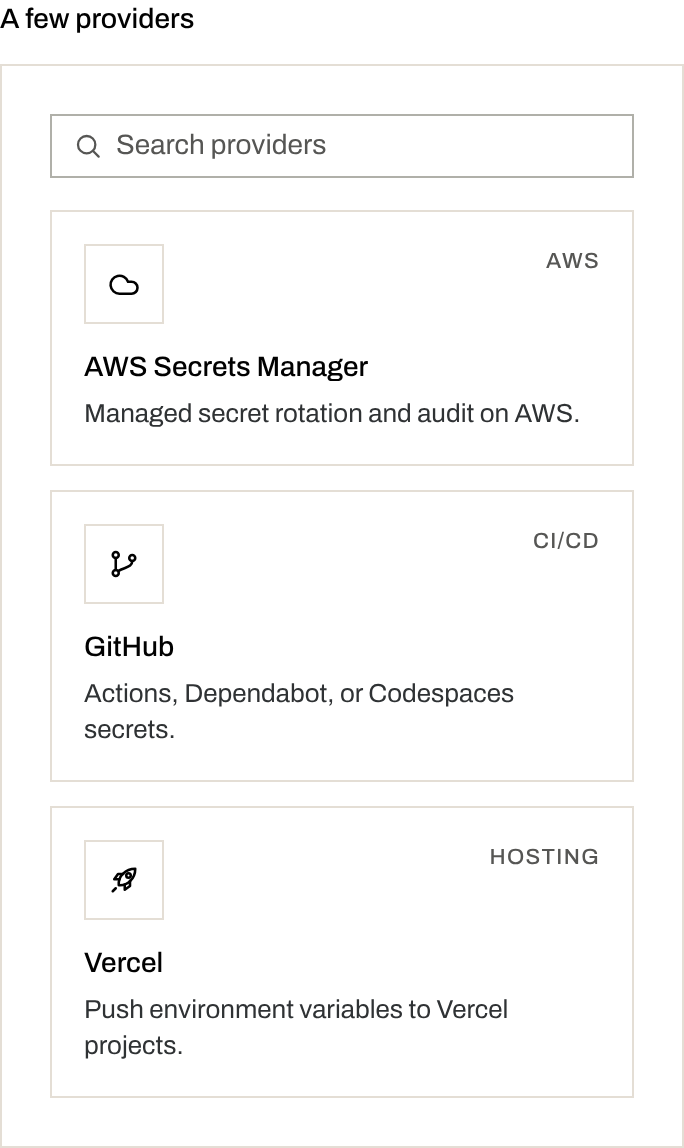 A few providers
Search providers
AWS
AWS Secrets Manager
Managed secret rotation and audit on AWS.
CI/CD
GitHub
Actions, Dependabot, or Codespaces
secrets.
HOSTING
Vercel
Push environment variables to Vercel
projects.